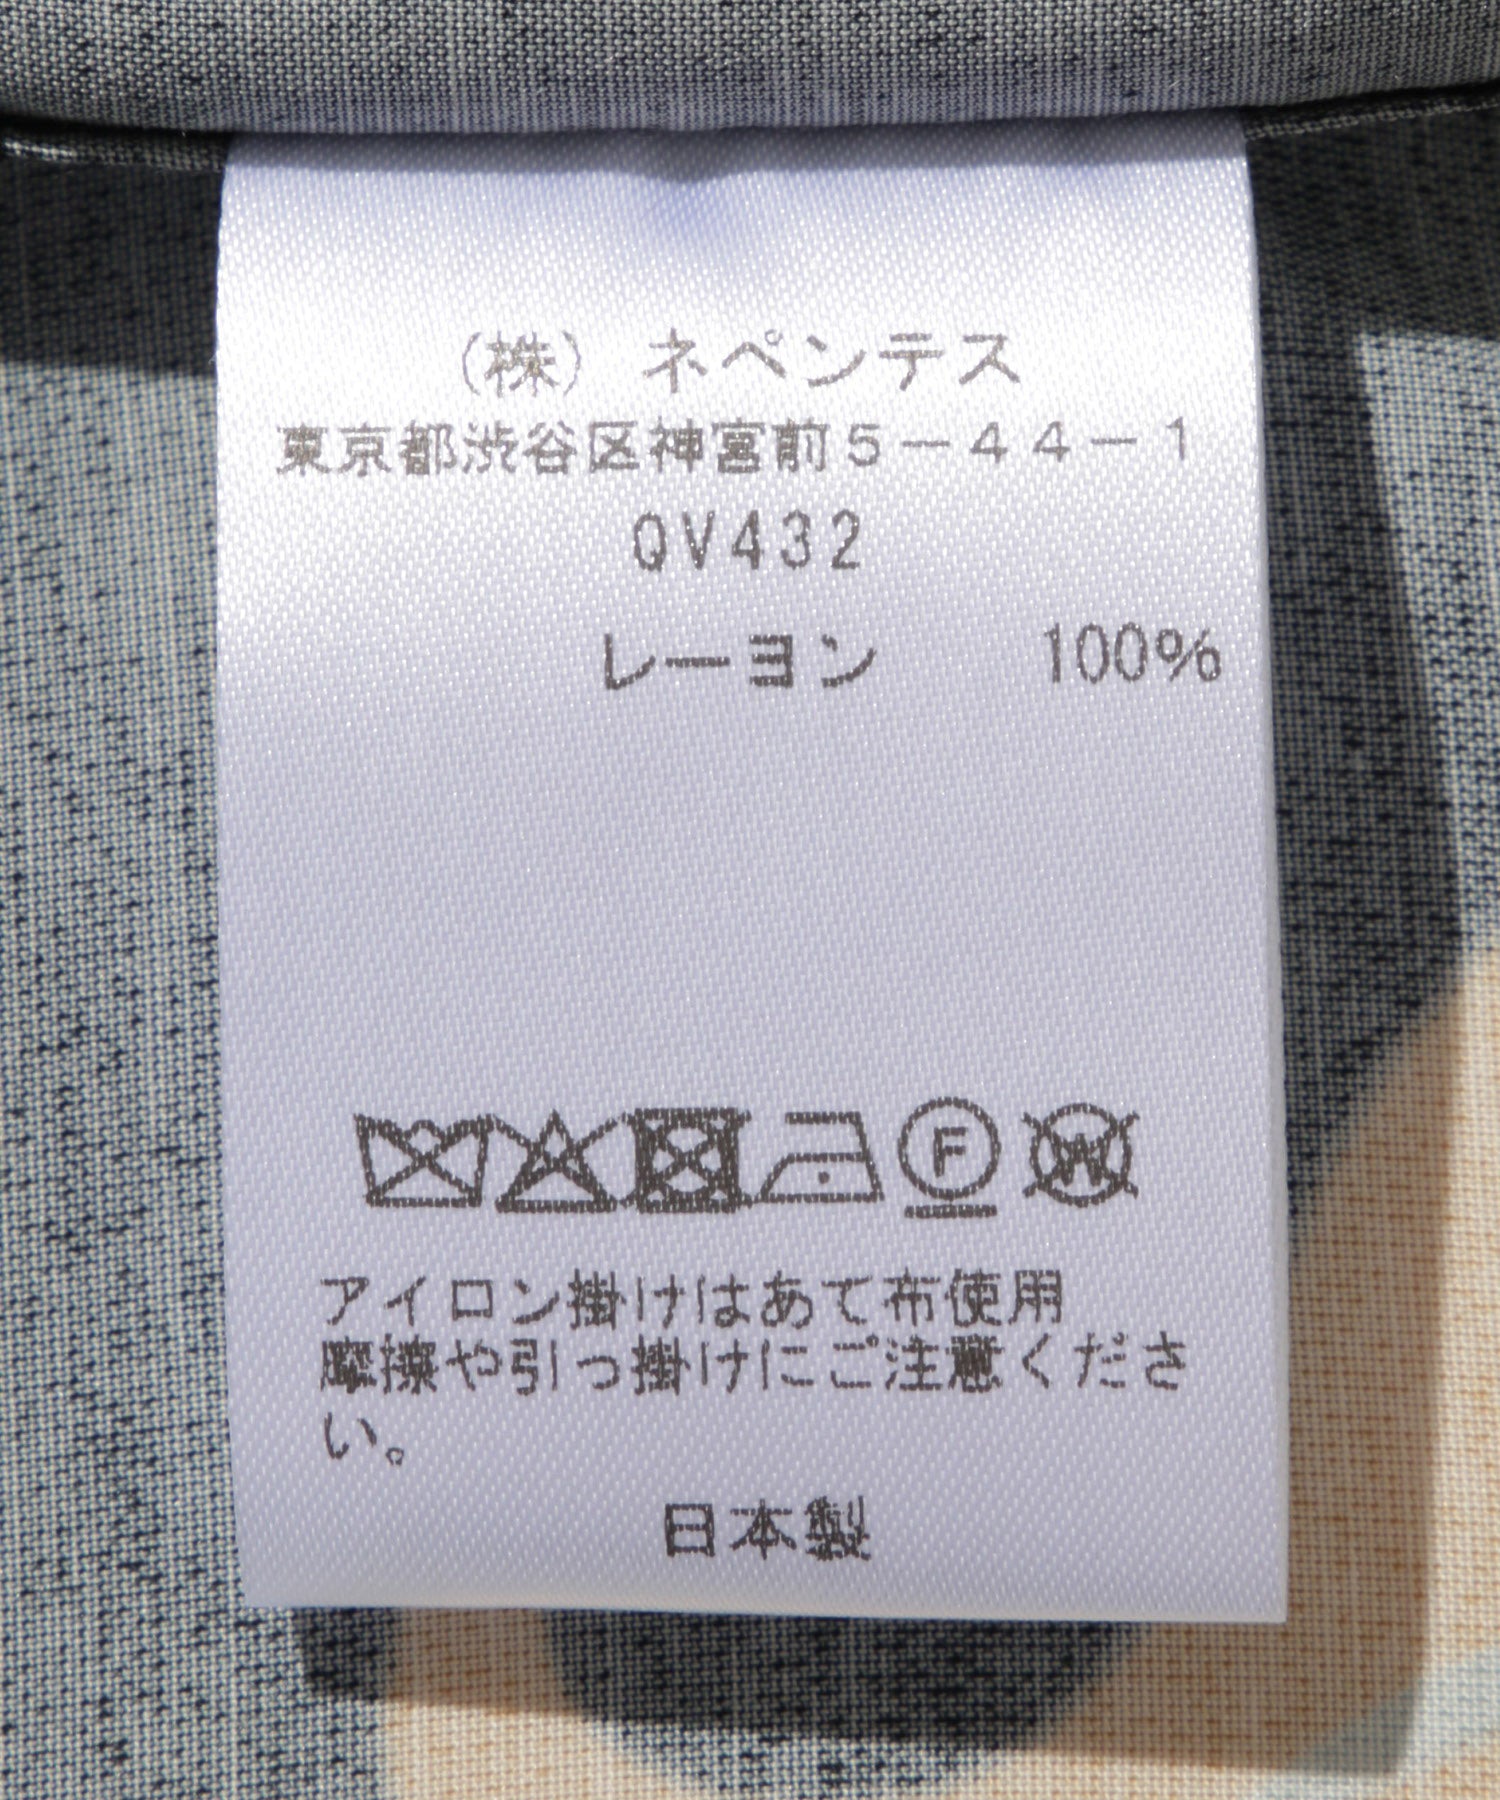 (株) ネペンテス
東京都渋谷区神宮前5-44-1
QV432
レーヨン 100%
F
W
アイロン掛けはあて布使用
摩擦や引っ掛けにご注意くださ
い。
日本製